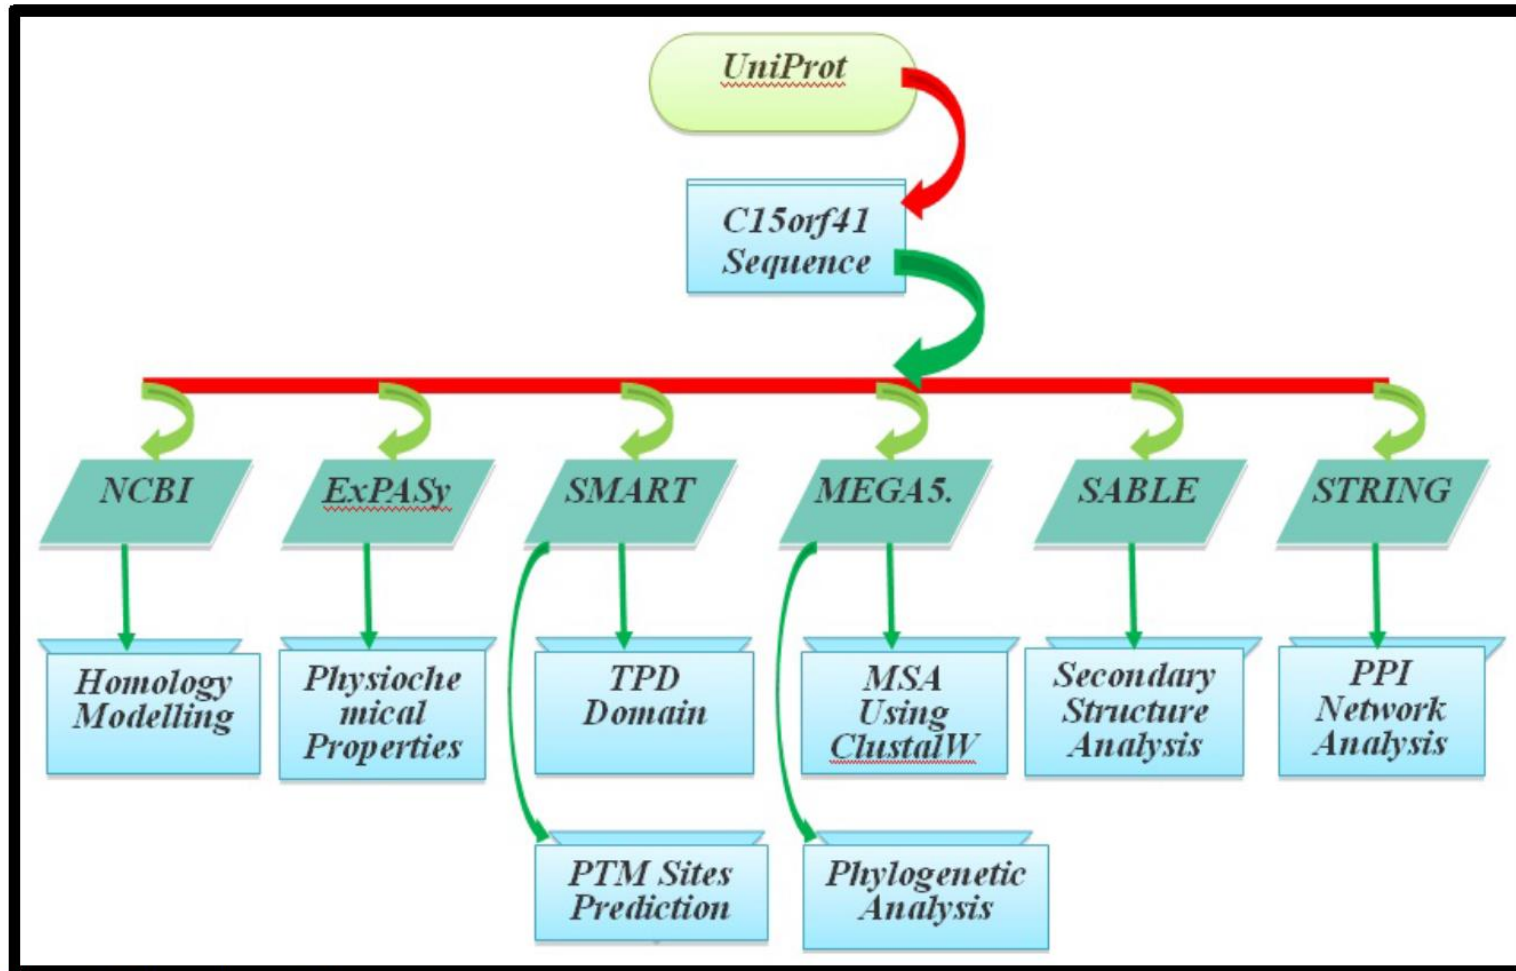 UniProt
C15orf41
Sequence
NCBI
ExPASy
SMART
MEGA5.
SABLE
STRING
Homology
Modelling
Physioche
mical
Properties
TPD
Domain
MSA
Using
ClustalW
Secondary
Structure
Analysis
PPI
Network
Analysis
PTM Sites
Prediction
Phylogenetic
Analysis